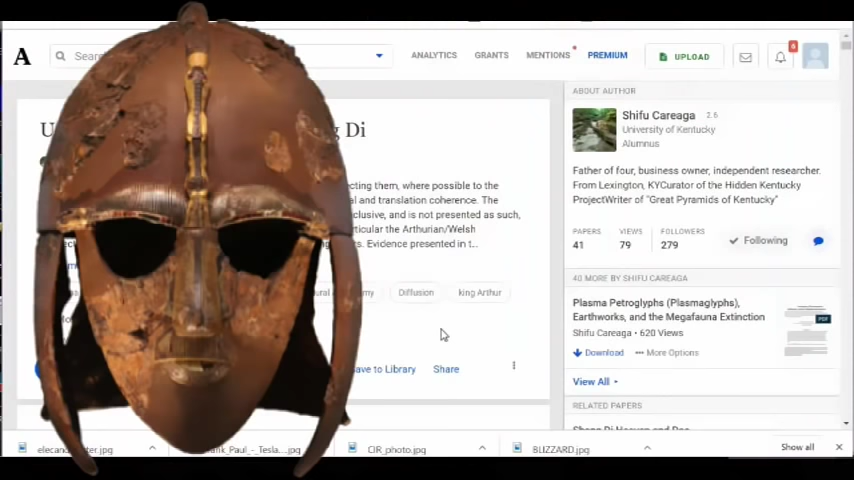 A
ANALYTICS GRANTS MENTIONS PREMIUM UPLOAD 6
Di
ecting them, where possible to the
al and translation coherence. The
clusive, and is not presented as such,
rticular the Arthurian/Welsh
ks. Evidence presented in t...
Diffusion king Arthur
ave to Library Share
ABOUT AUTHOR
Shifu Careaga 2.6
University of Kentucky
Alumnus
Father of four, business owner, independent researcher.
From Lexington, KYCurator of the Hidden Kentucky
ProjectWriter of "Great Pyramids of Kentucky"
PAPERS VIEWS FOLLOWERS
41 79 279
Following
40 MORE BY SHIFU CAREAGA
Plasma Petroglyphs (Plasmaglyphs),
Earthworks, and the Megafauna Extinction
PDF
Shifu Careaga • 620 Views
Download ••• More Options
View All
RELATED PAPERS
CIR_photo.jpg BLIZZARD.jpg Show all